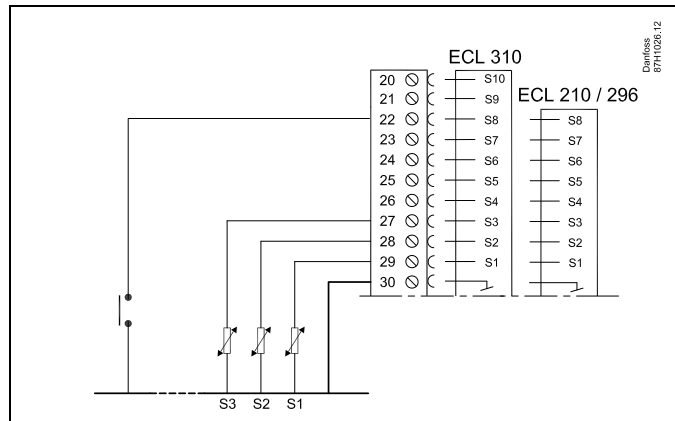 Danfoss
87H1026.12
ECL 310
ECL 210 / 296
20 S10
21 S9
22 S8 S8
23 S7 S7
24 S6 S6
25 S5 S5
26 S4 S4
27 S3 S3
28 S2 S2
29 S1 S1
30
S3 S2 S1